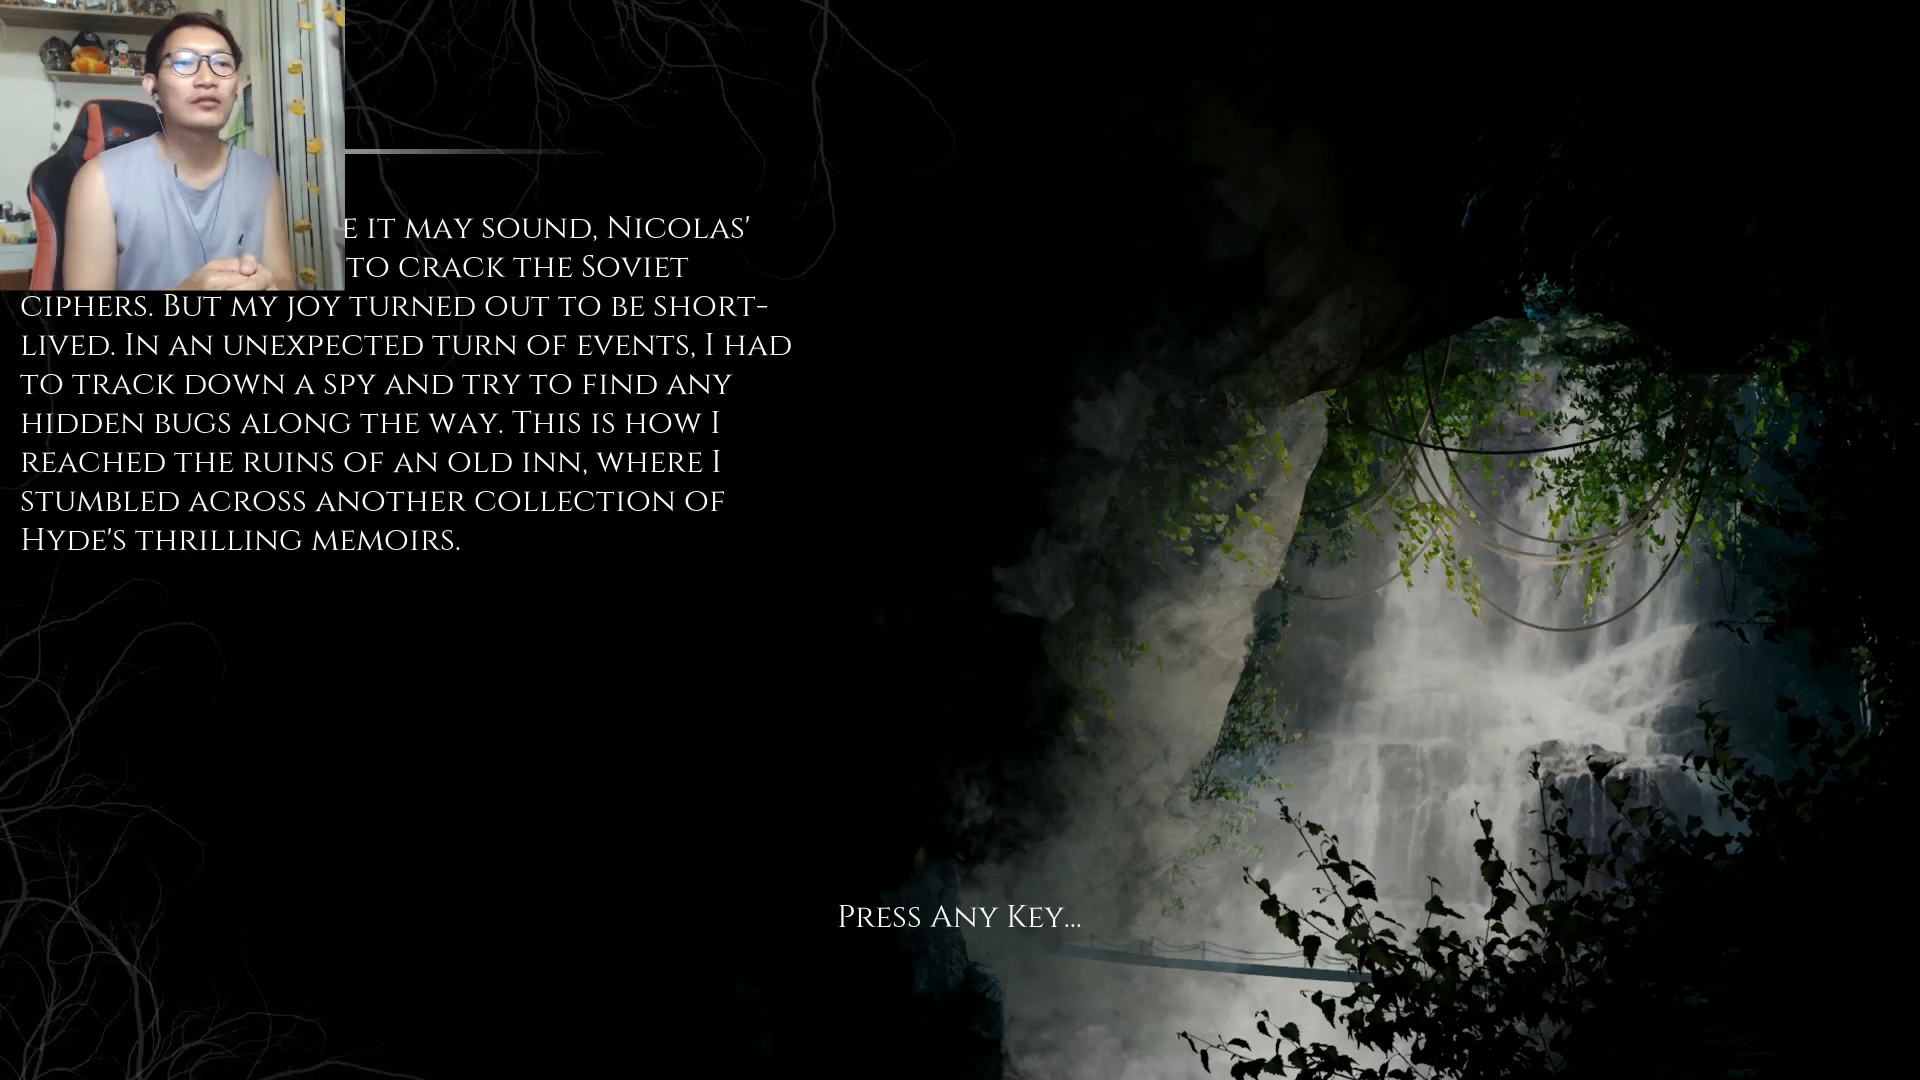 E IT MAY SOUND, NICOLAS'
TO CRACK THE SOVIET
CIPHERS. BUT MY JOY TURNED OUT TO BE SHORT-
LIVED. IN AN UNEXPECTED TURN OF EVENTS, I HAD
TO TRACK DOWN A SPY AND TRY TO FIND ANY
HIDDEN BUGS ALONG THE WAY. THIS IS HOW I
REACHED THE RUINS OF AN OLD INN, WHERE I
STUMBLED ACROSS ANOTHER COLLECTION OF
HYDE'S THRILLING MEMOIRS.
PRESS ANY KEY...